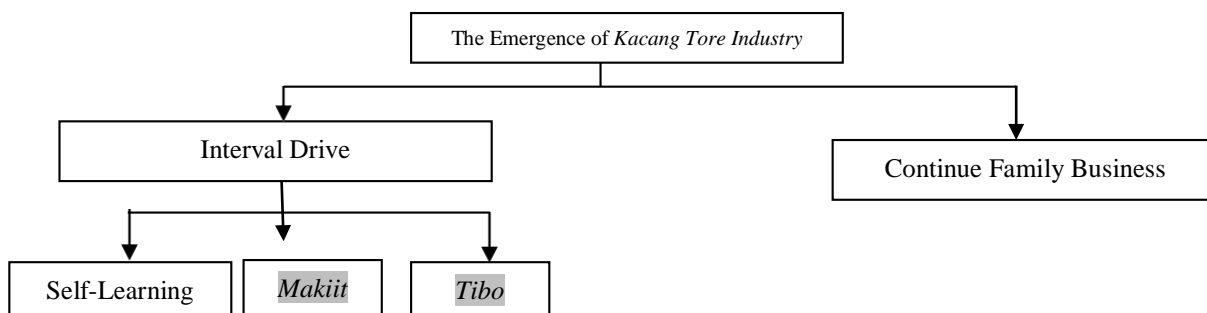 The Emergence of Kacang Tore Industry
Interval Drive
Continue Family Business
Self-Learning
Makiit
Tibo